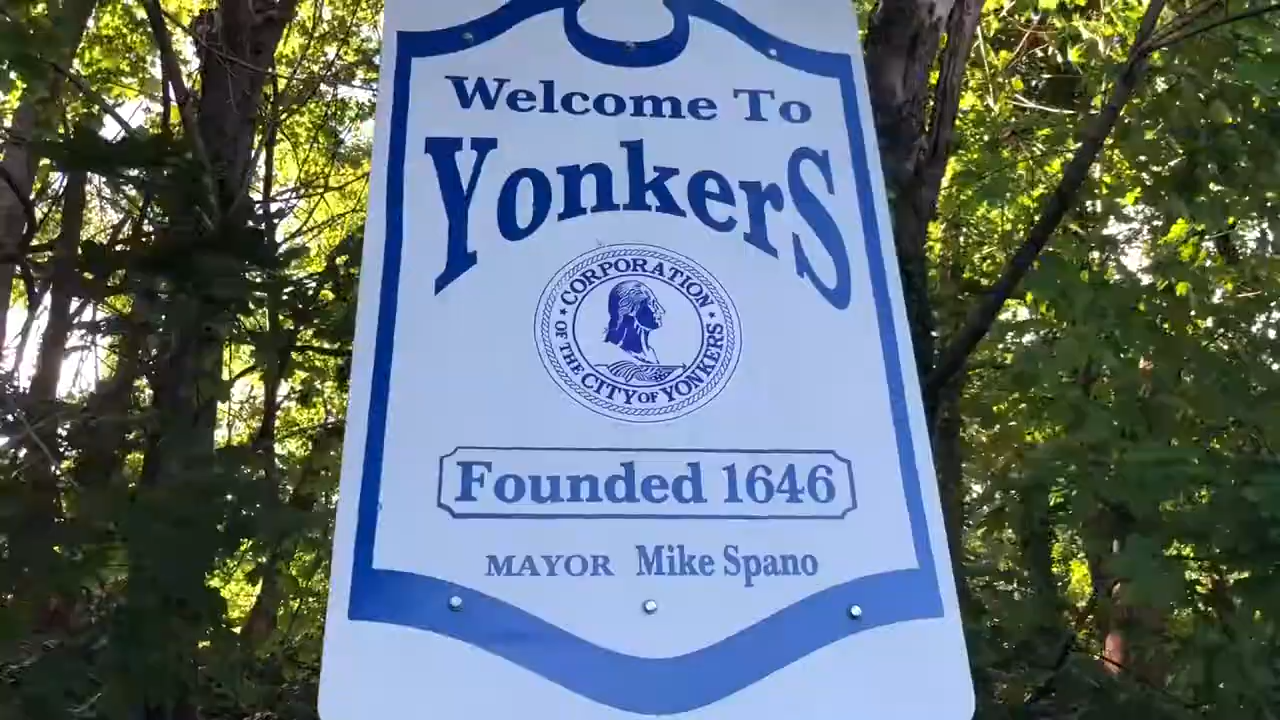 Welcome To
YonkerS
CORPORATION
OF THE CITY OF YONKERS
Founded 1646
MAYOR Mike Spano